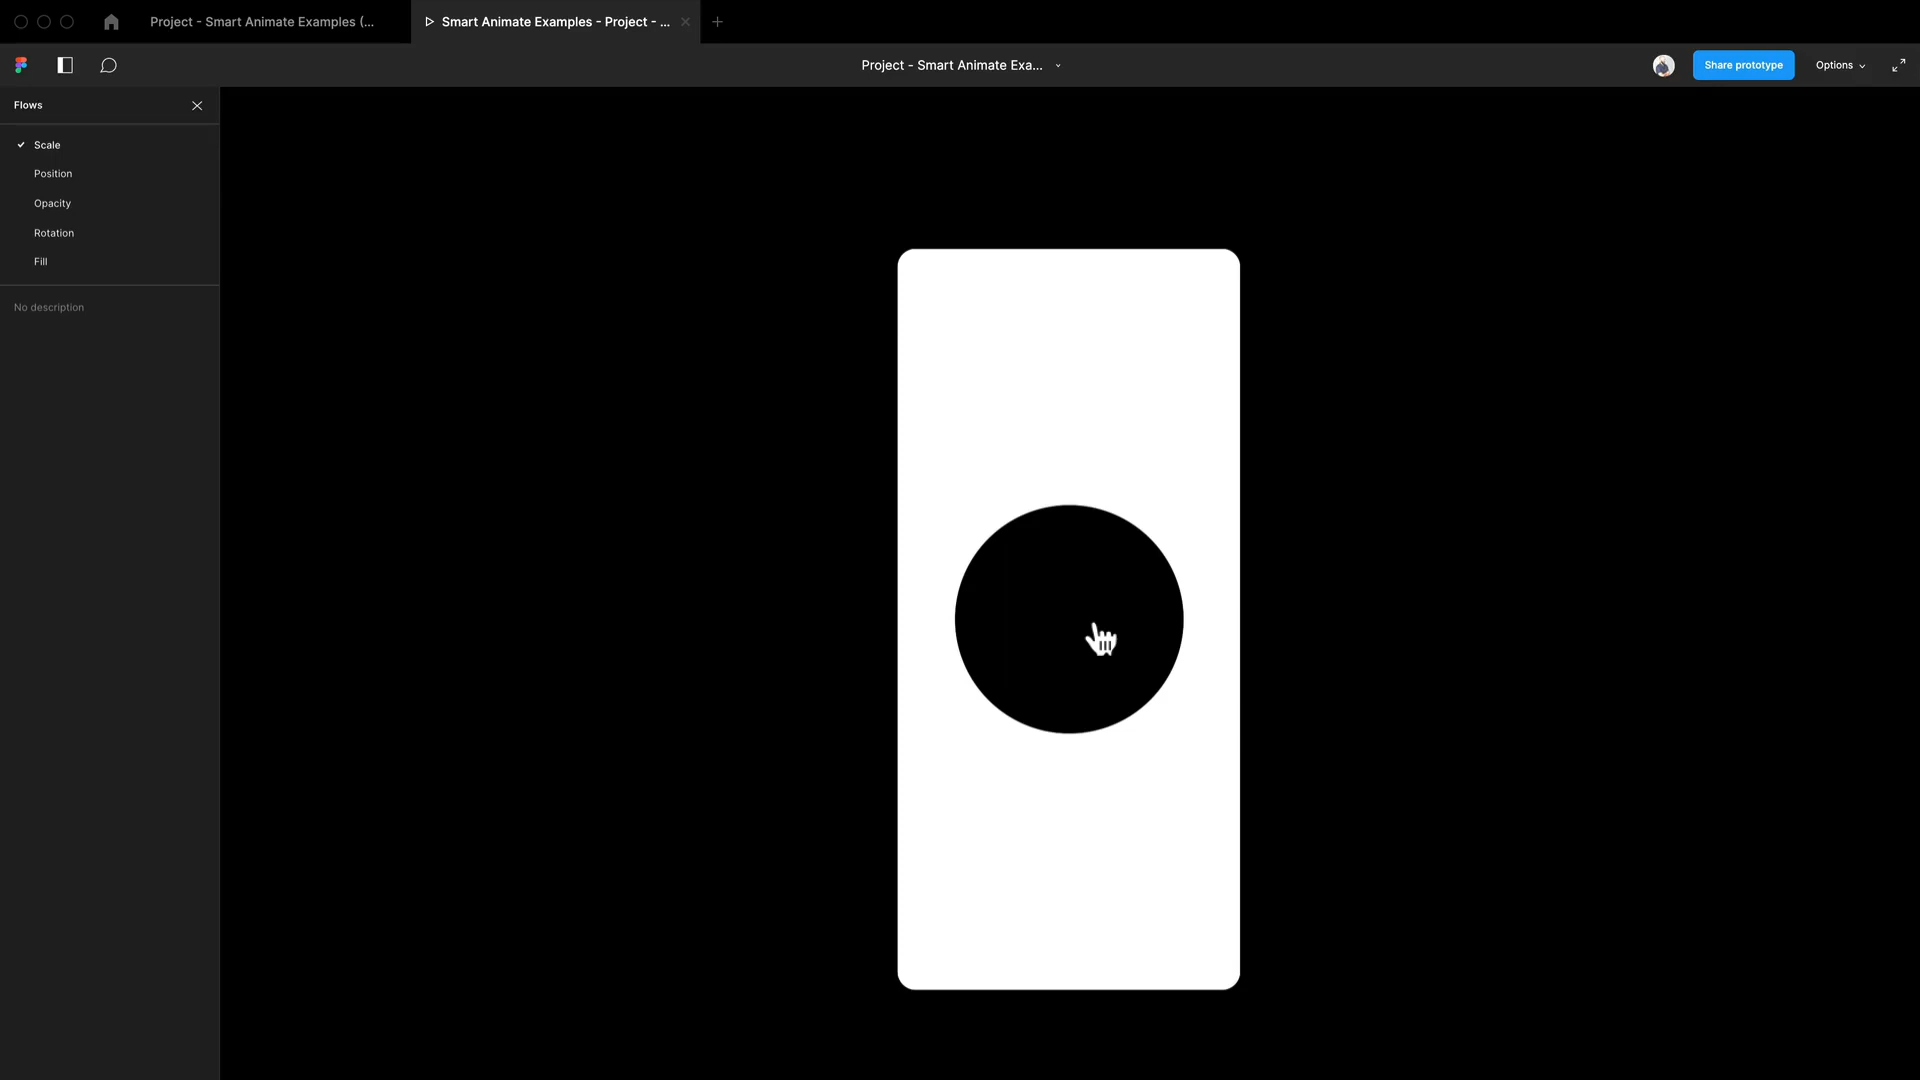 Project - Smart Animate Examples (...
Smart Animate Examples - Project - ...
Project - Smart Animate Exa...
Share prototype
Options
Flows
Scale
Position
Opacity
Rotation
Fill
No description